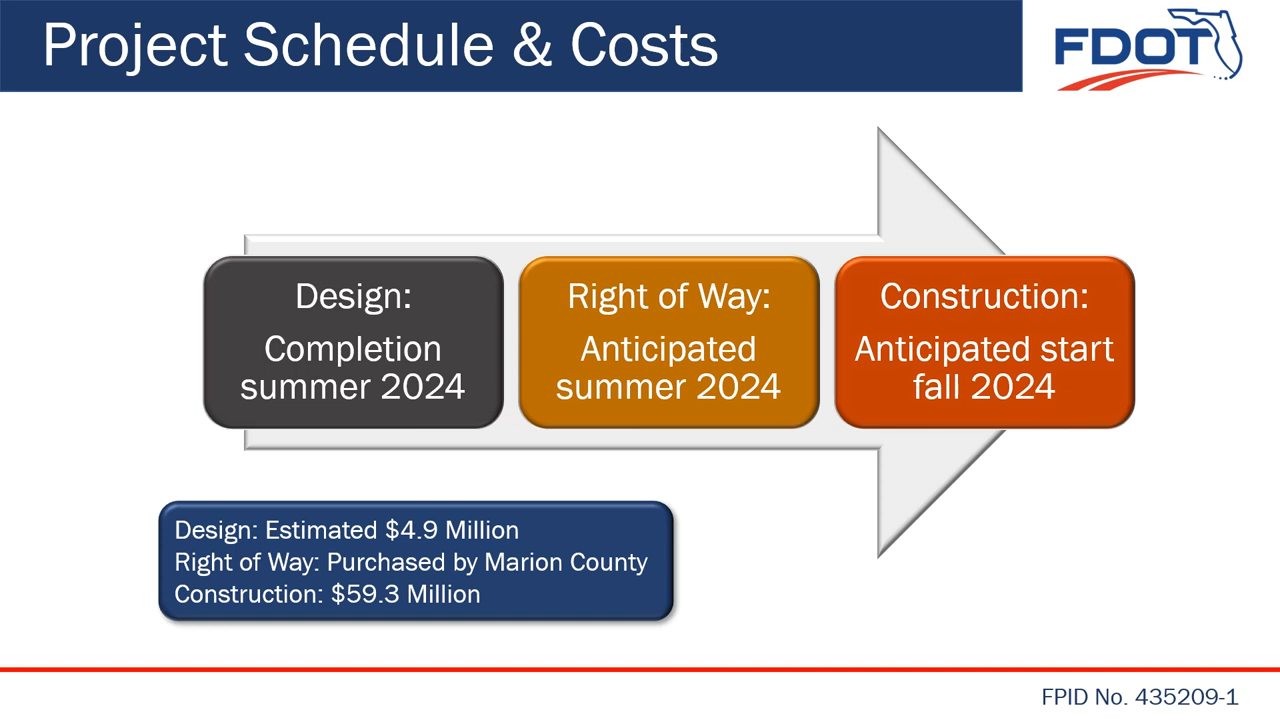 Project Schedule & Costs
FDOT
Design:
Completion
summer 2024
Right of Way:
Anticipated
summer 2024
Construction:
Anticipated start
fall 2024
Design: Estimated $4.9 Million
Right of Way: Purchased by Marion County
Construction: $59.3 Million
FPID No. 435209-1